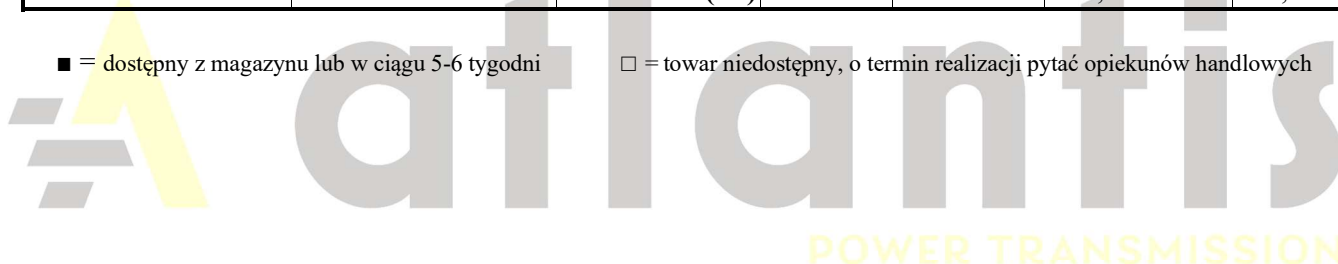 ■ = dostępny z magazynu lub w ciągu 5-6 tygodni □ = towar niedostępny, o termin realizacji pytać opiekunów handlowych
atlantis
POWER TRANSMISSION